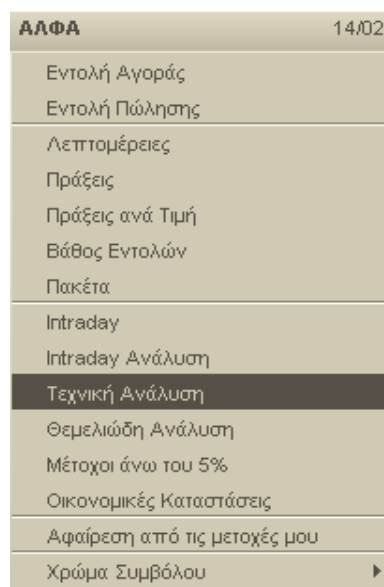 ΑΛΦΑ 14/02
Εντολή Αγοράς
Εντολή Πώλησης
Λεπτομέρειες
Πράξεις
Πράξεις ανά Τιμή
Βάθος Εντολών
Πακέτα
Intraday
Intraday Ανάλυση
Τεχνική Ανάλυση
Θεμελιώδη Ανάλυση
Μέτοχοι άνω του 5%
Οικονομικές Καταστάσεις
Αφαίρεση από τις μετοχές μου
Χρώμα Συμβόλου